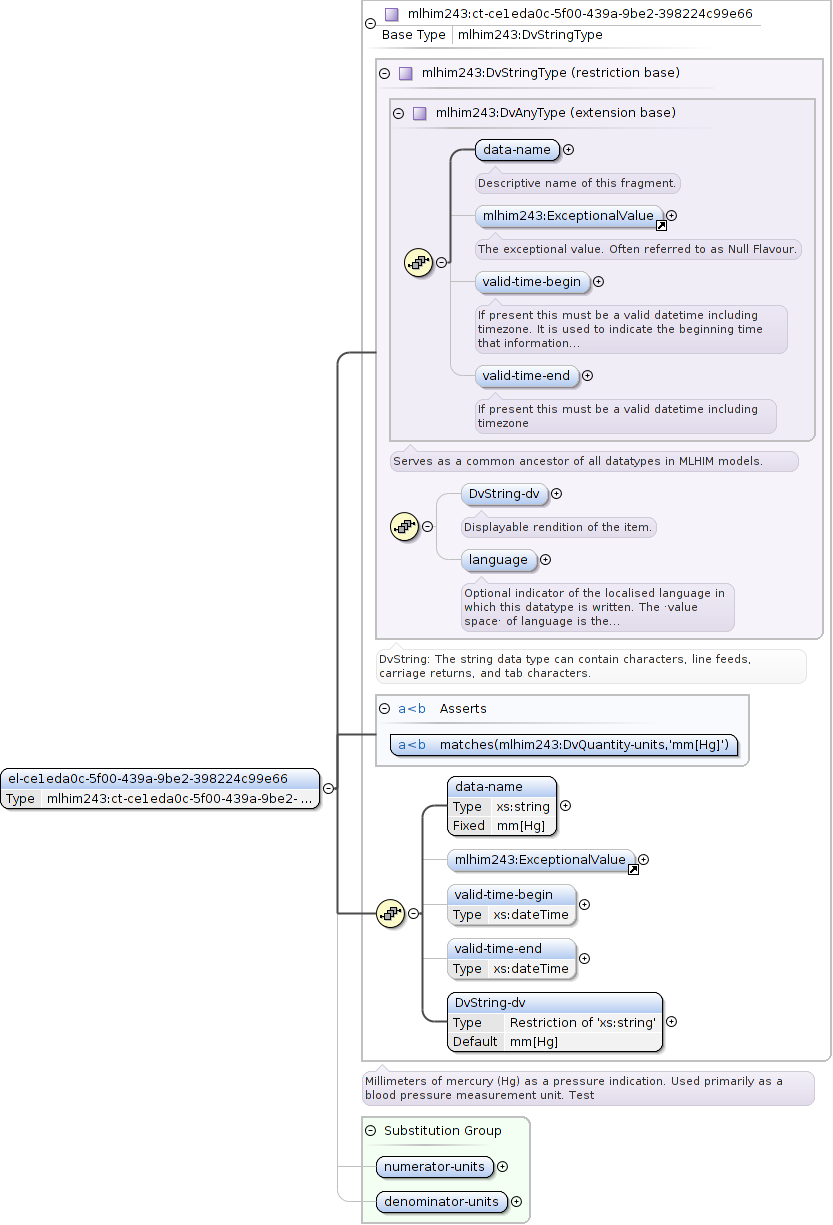 mlhim243:ct-ce1eda0c-5f00-439a-9be2-398224c99e66
Base Type mlhim243:DvStringType
mlhim243:DvStringType (restriction base)
mlhim243:DvAnyType (extension base)
data-name
Descriptive name of this fragment.
mlhim243:ExceptionalValue
The exceptional value. Often referred to as Null Flavour.
valid-time-begin
If present this must be a valid datetime including
timezone. It is used to indicate the beginning time
that information...
valid-time-end
If present this must be a valid datetime including
timezone
Serves as a common ancestor of all datatypes in MLHIM models.
DvString-dv
Displayable rendition of the item.
language
Optional indicator of the localised language in
which this datatype is written. The ·value
space· of language is the...
DvString: The string data type can contain characters, line feeds,
carriage returns, and tab characters.
a<b Asserts
a<b matches(mlhim243:DvQuantity-units,'mm[Hg]')
el-ce1eda0c-5f00-439a-9be2-398224c99e66
Type mlhim243:ct-ce1eda0c-5f00-439a-9be2- ...
data-name
Type xs:string
Fixed mm[Hg]
mlhim243:ExceptionalValue
valid-time-begin
Type xs:dateTime
valid-time-end
Type xs:dateTime
DvString-dv
Type Restriction of 'xs:string'
Default mm[Hg]
Millimeters of mercury (Hg) as a pressure indication. Used primarily as a
blood pressure measurement unit. Test
Substitution Group
numerator-units
denominator-units